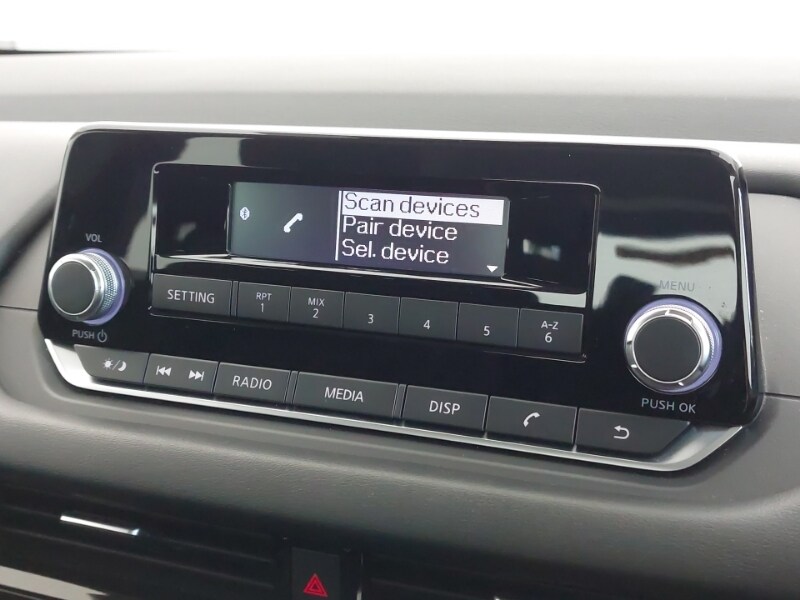 Scan devices
Pair device
Sel. device
VOL
MENU
SETTING
RPT
1
MIX
2
3
4
5
A-Z
6
PUSH
RADIO
MEDIA
DISP
PUSH OK